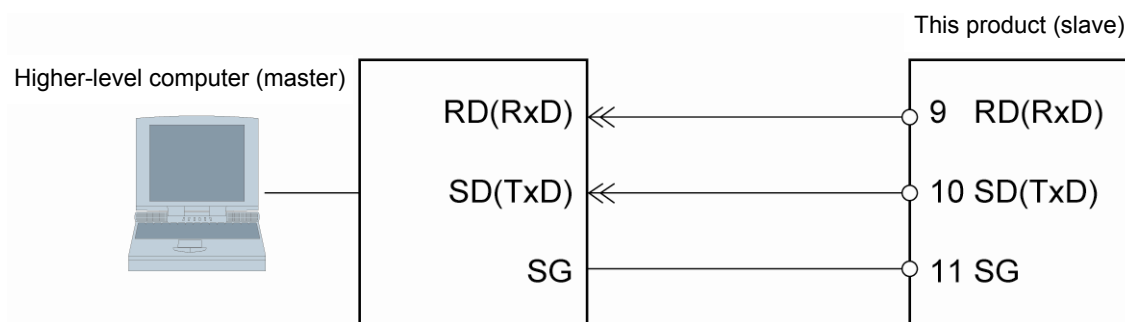 This product (slave)
Higher-level computer (master)
RD(RxD) 9 RD(RxD)
SD(TxD) 10 SD(TxD)
SG 11 SG